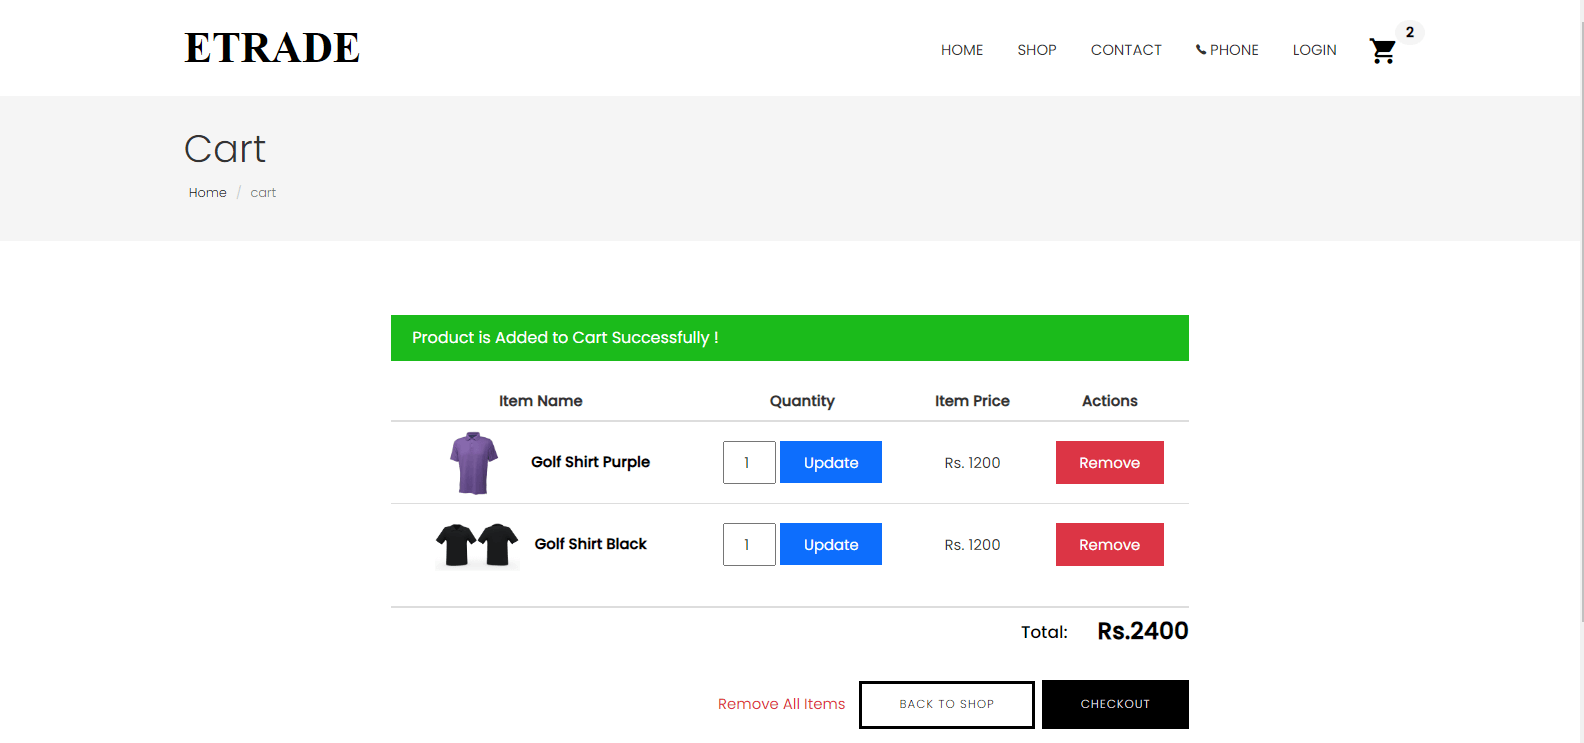 ETRADE
HOME SHOP CONTACT PHONE LOGIN 2
Cart
Home / cart
Product is Added to Cart Successfully !
Item Name Quantity Item Price Actions
Golf Shirt Purple 1 Update Rs. 1200 Remove
Golf Shirt Black 1 Update Rs. 1200 Remove
Total: Rs.2400
Remove All Items BACK TO SHOP CHECKOUT